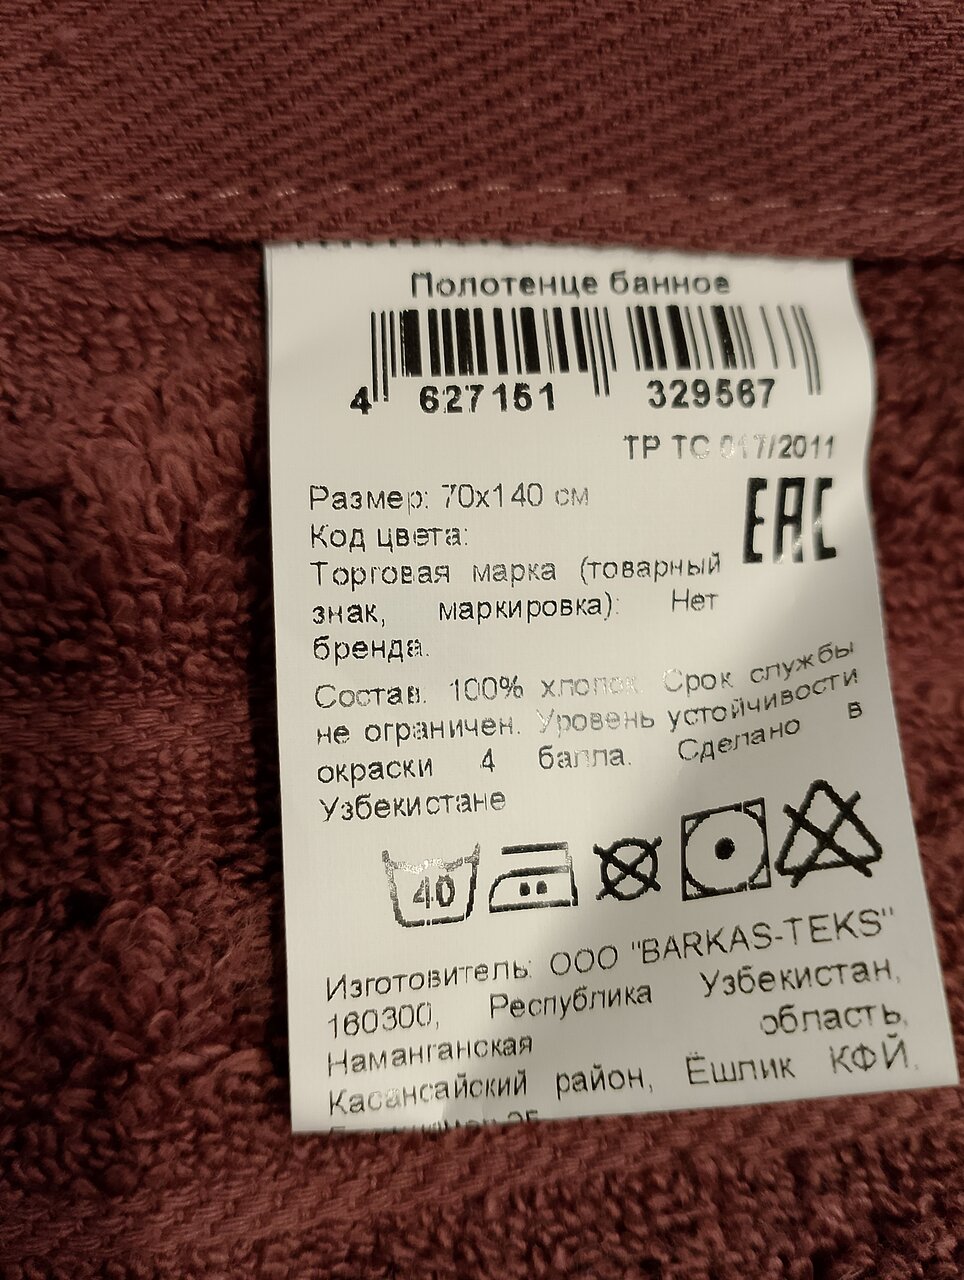 Полотенце банное
4 627151 329567
ТР ТС 017/2011
EAC
Размер: 70х140 см
Код цвета:
Торговая марка (товарный
знак, маркировка): Нет
бренда.
Состав. 100% хлопок. Срок службы
не ограничен. Уровень устойчивости
окраски 4 балла. Сделано в
Узбекистане
40
Изготовитель: ООО "BARKAS-TEKS"
160300, Республика Узбекистан,
Наманганская область,
Касансайский район, Ёшлик КФЙ,